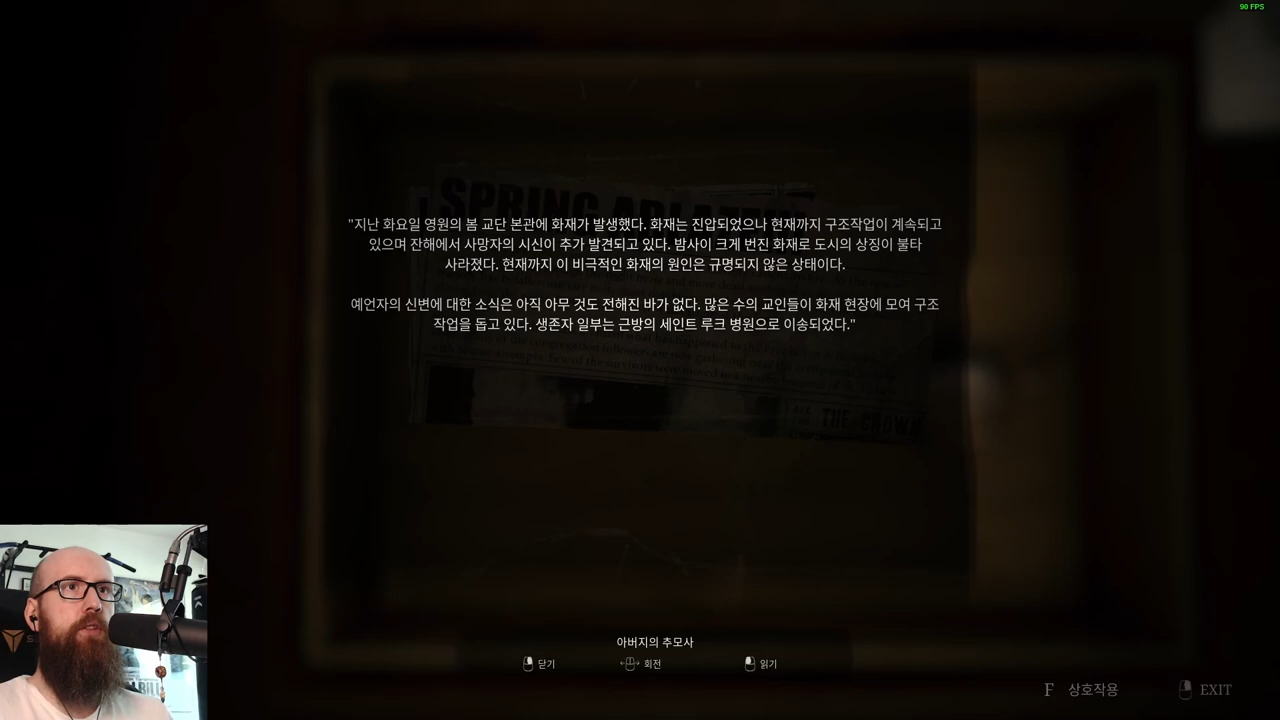 90 FPS
SPRING
"지난 화요일 영원의 봄 교단 본관에 화재가 발생했다. 화재는 진압되었으나 현재까지 구조작업이 계속되고
있으며 잔해에서 사망자의 시신이 추가 발견되고 있다. 밤사이 크게 번진 화재로 도시의 상징이 불타
사라졌다. 현재까지 이 비극적인 화재의 원인은 규명되지 않은 상태이다.
예언자의 신변에 대한 소식은 아직 아무 것도 전해진 바가 없다. 많은 수의 교인들이 화재 현장에 모여 구조
작업을 돕고 있다. 생존자 일부는 근방의 세인트 루크 병원으로 이송되었다."
THE CROWN
아버지의 추모사
닫기 회전 읽기
F 상호작용 EXIT